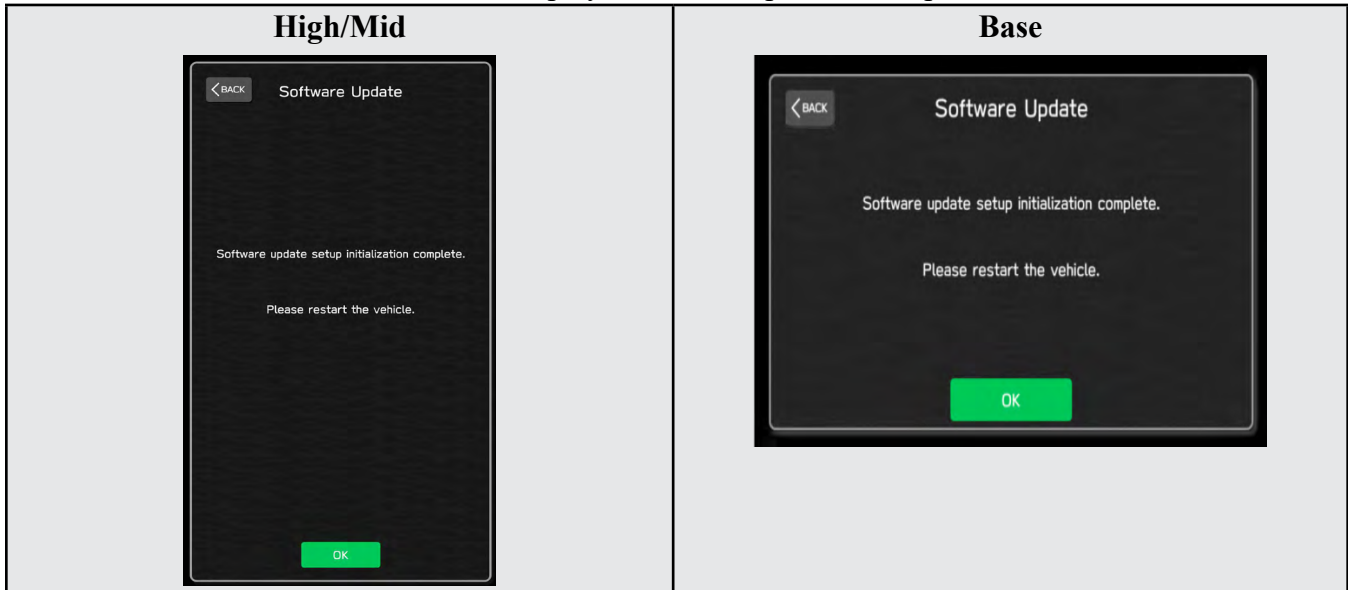 High/Mid
Base
BACK
Software Update
Software update setup initialization complete.
Please restart the vehicle.
OK
BACK
Software Update
Software update setup initialization complete.
Please restart the vehicle.
OK